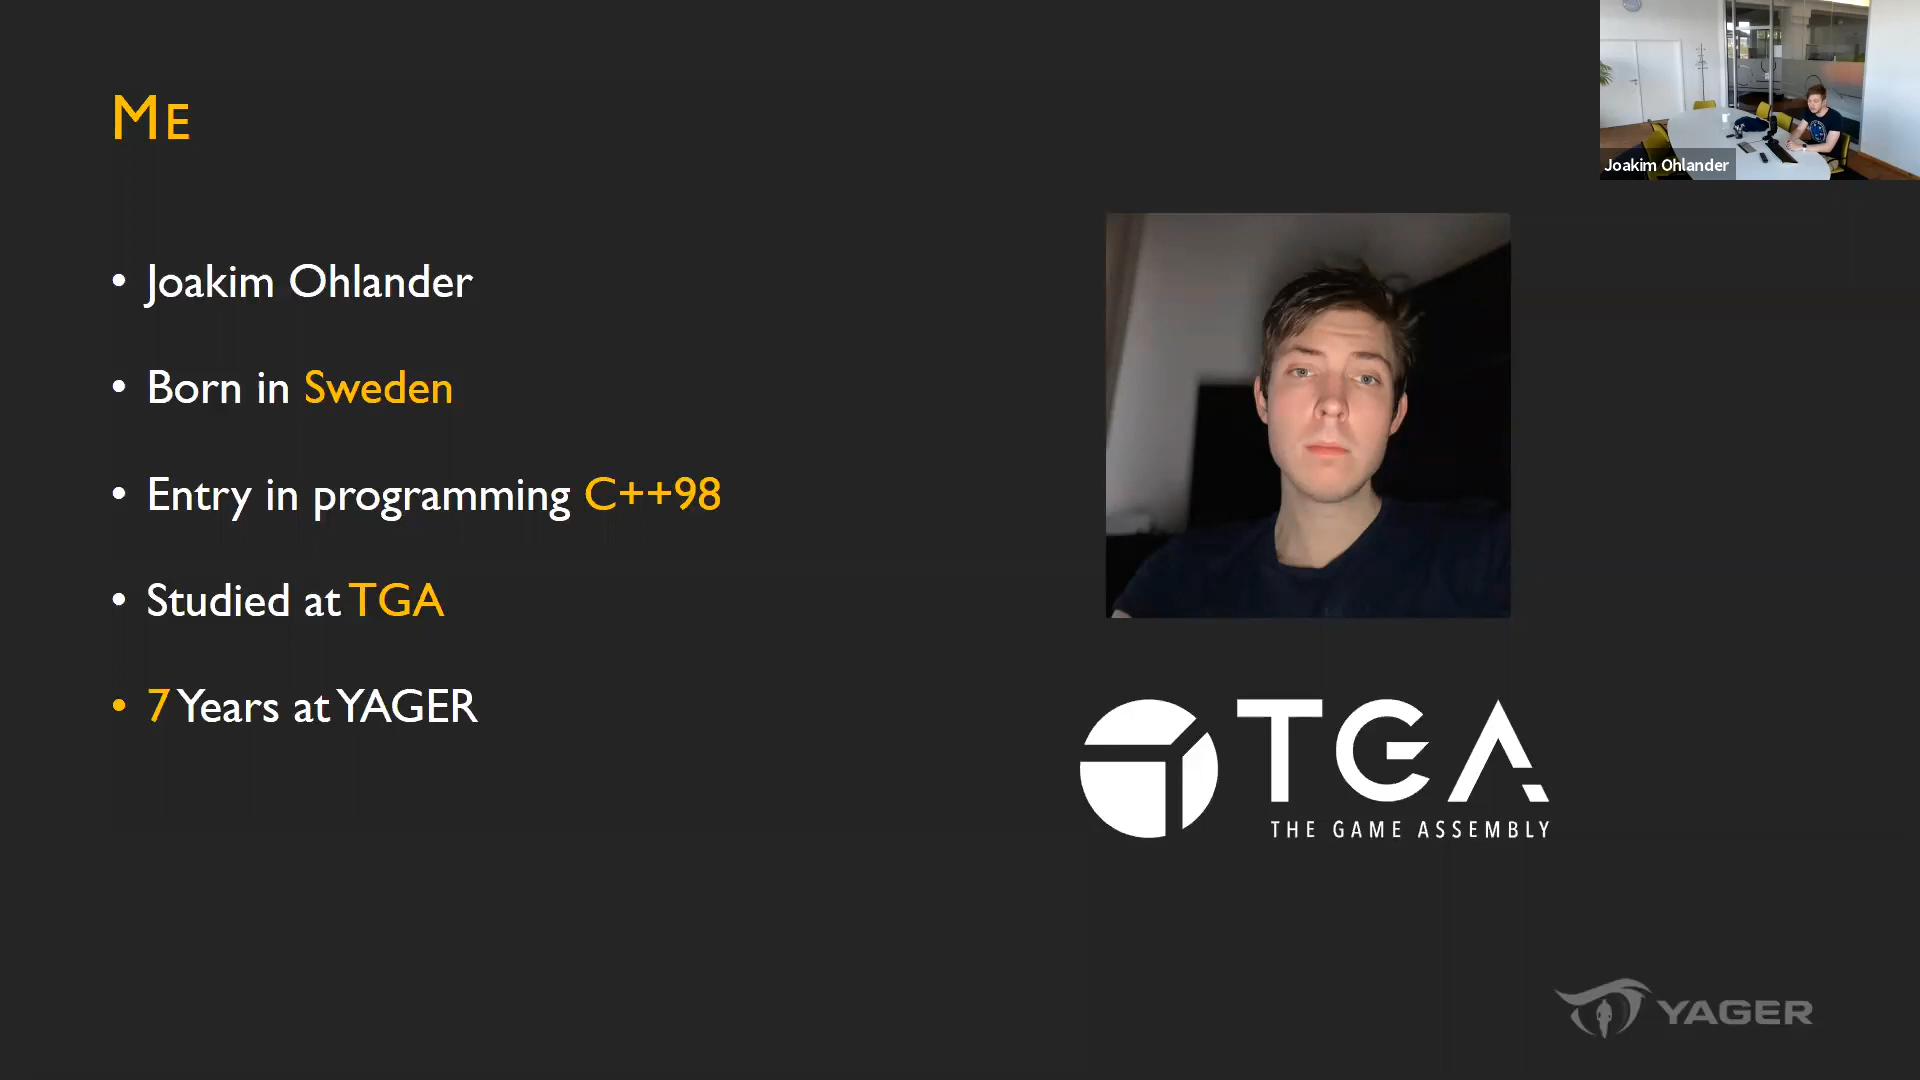 ME
Joakim Ohlander
• Joakim Ohlander
• Born in Sweden
• Entry in programming C++98
• Studied at TGA
• 7 Years at YAGER
TGA
THE GAME ASSEMBLY
YAGER